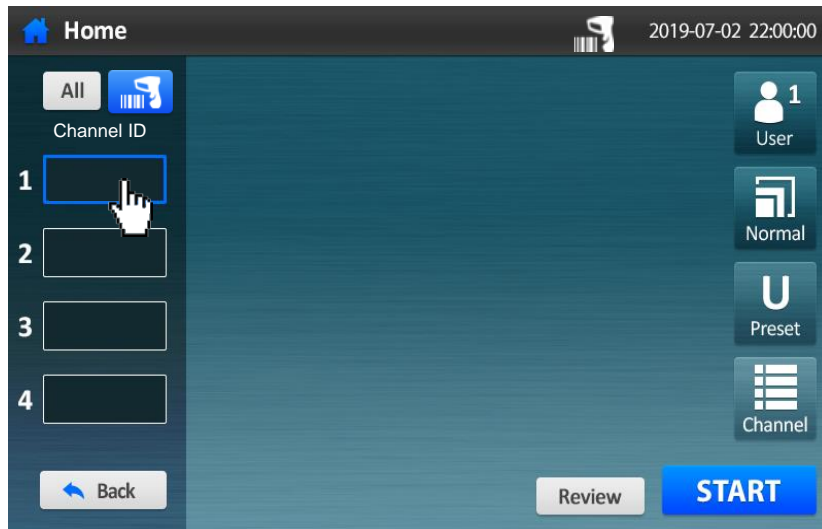 Home
2019-07-02 22:00:00
All
Channel ID
1
2
3
4
Back
1
User
Normal
U
Preset
Channel
Review
START